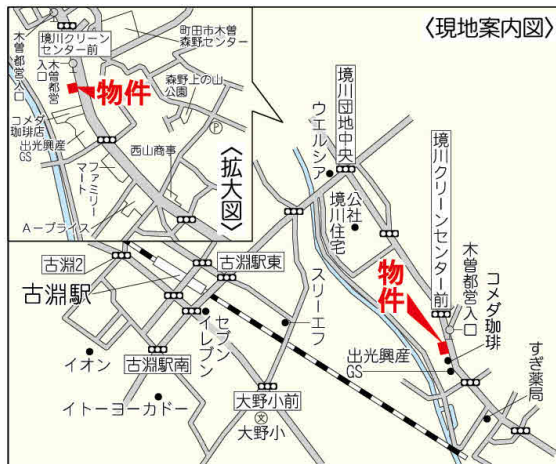 〈現地案内図〉
町田市木曽
森野センター
木曽都営
入口
境川クリーン
センター前
木曽都営
入口
物件
森野上の山
公園
P
コメダ
珈琲店
出光興産
GS
西山商事
〈拡大図〉
ファミリー
マート
A-プライス
境川団地中央
ウエルシア
公社
境川住宅
境川クリーンセンター前
木曽都営入口
コメダ珈琲
物件
出光興産
GS
すぎ薬局
古淵2
古淵駅東
古淵駅
スリーエフ
セブン
イレブン
イオン
古淵駅南
イトーヨーカドー
大野小前
文
大野小